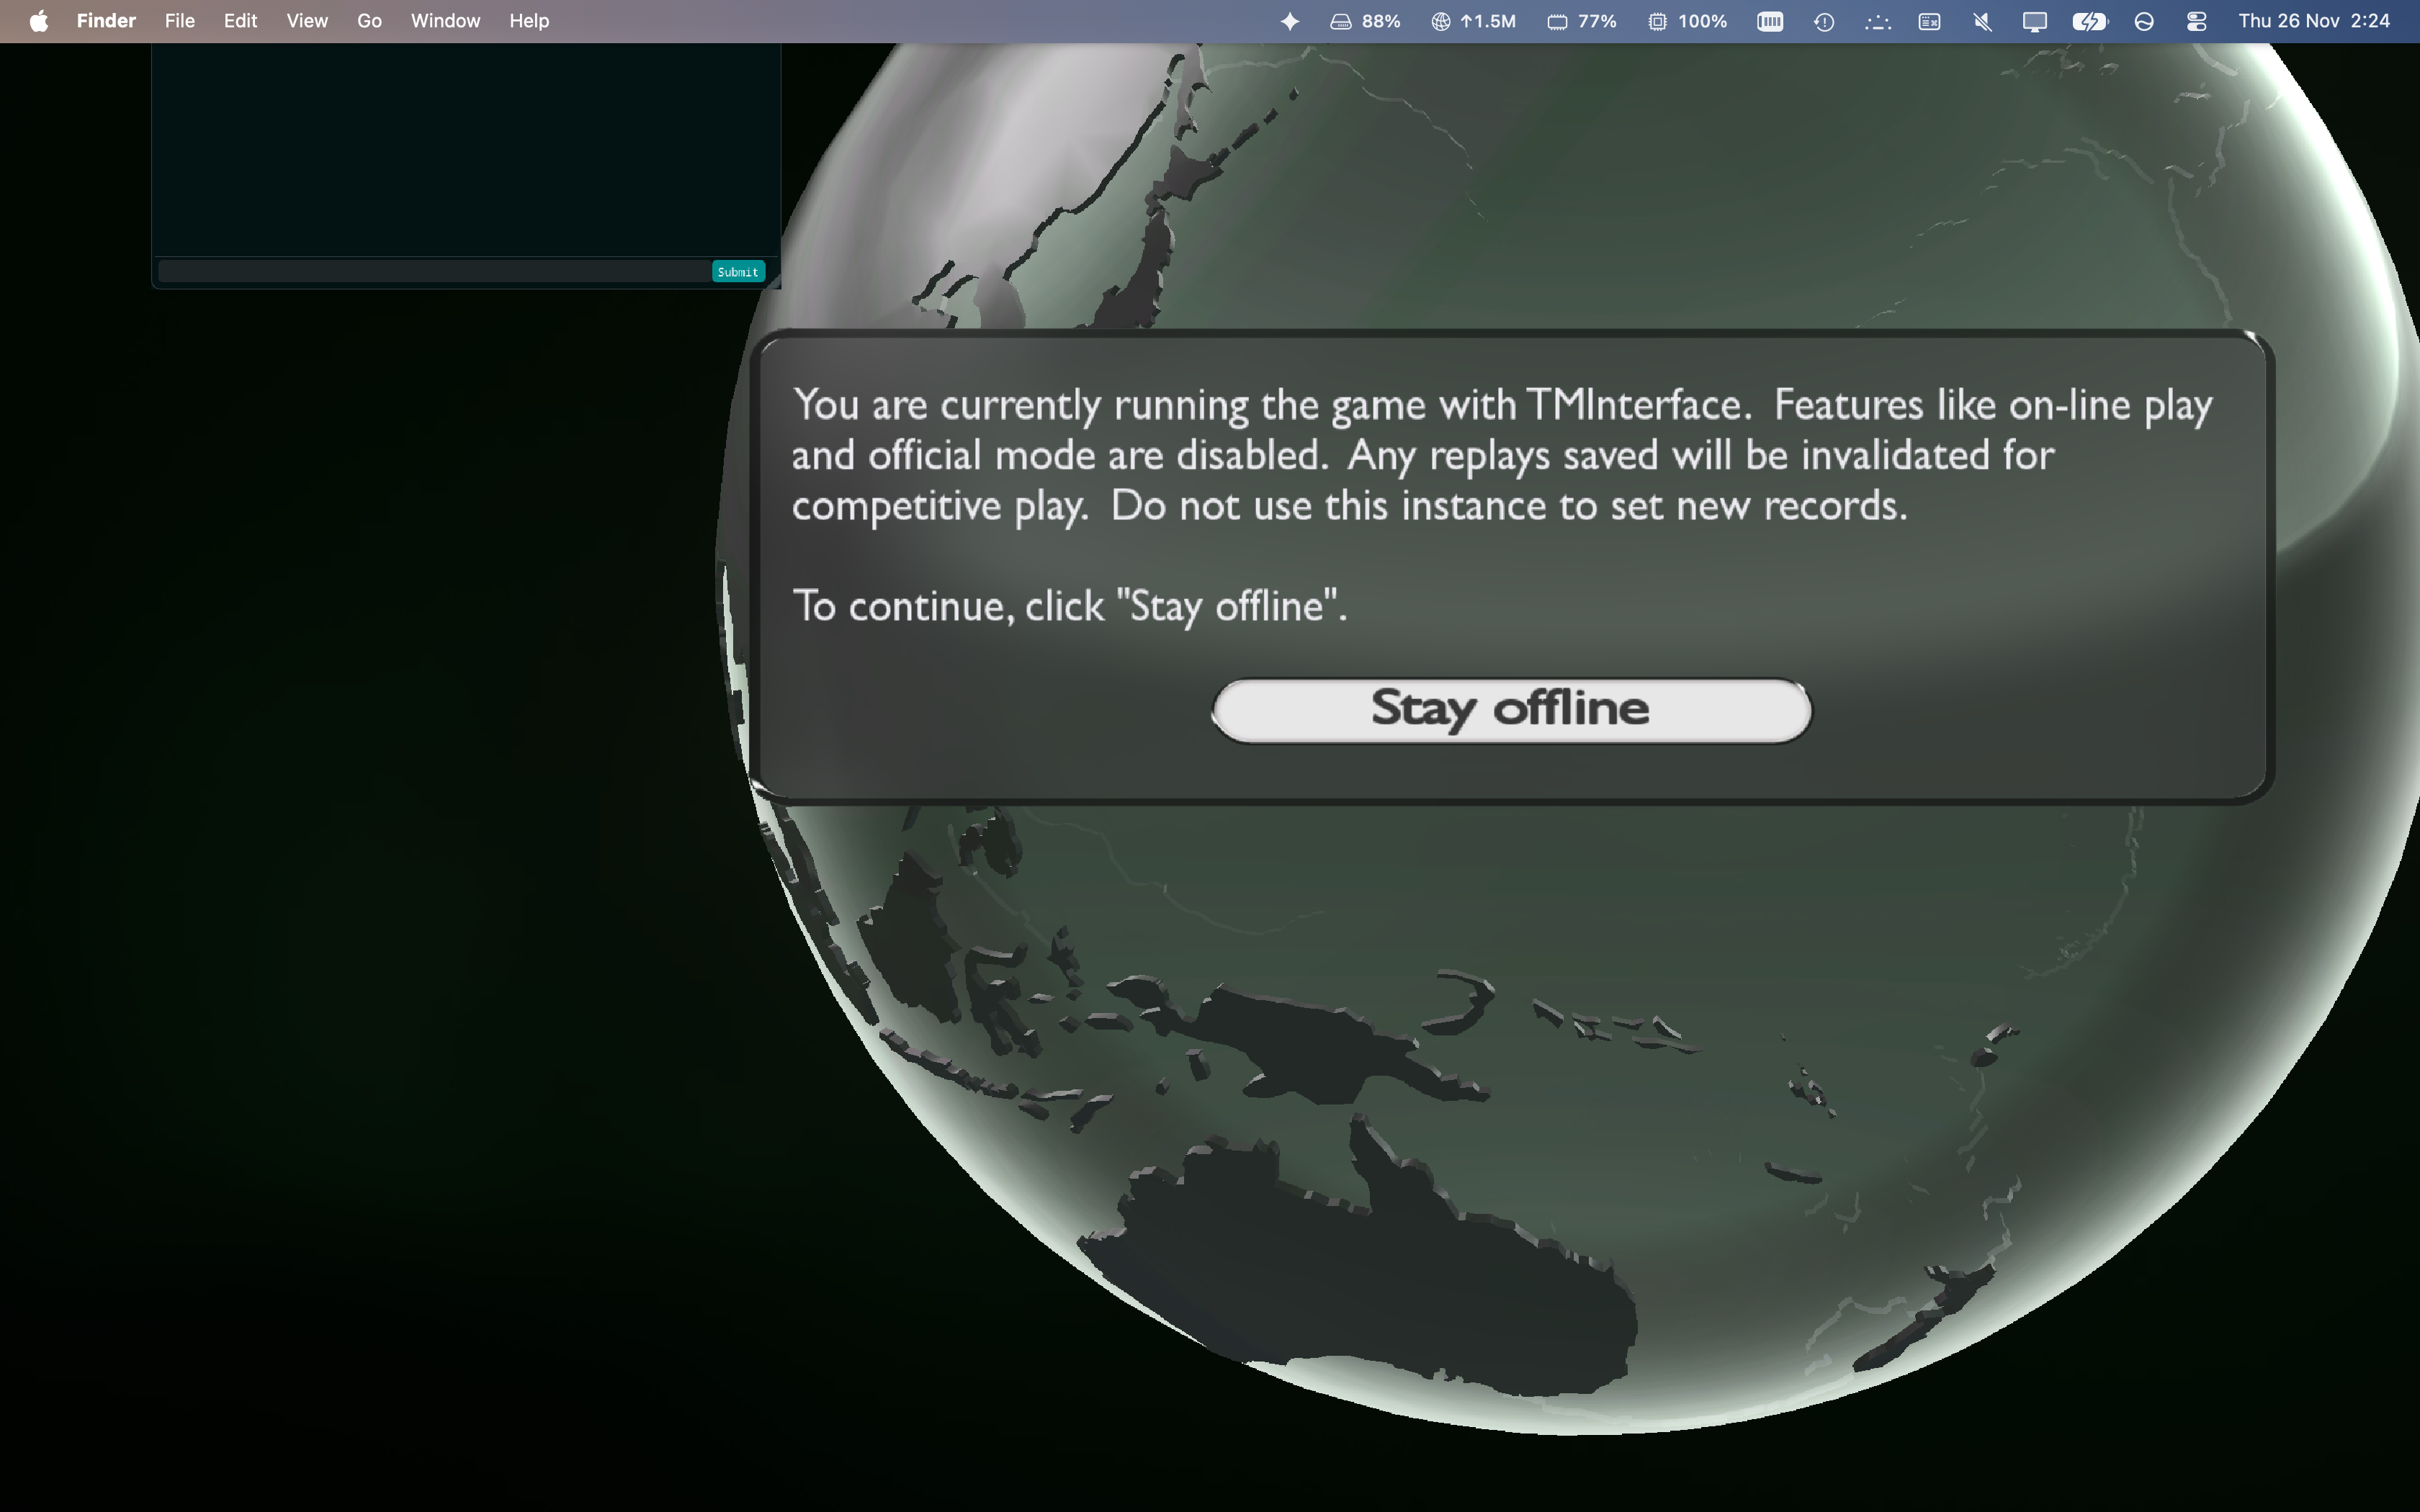 Finder File Edit View Go Window Help 88% ↑1.5M 77% 100% Thu 26 Nov 2:24
Submit
You are currently running the game with TMInterface. Features like on-line play
and official mode are disabled. Any replays saved will be invalidated for
competitive play. Do not use this instance to set new records.
To continue, click "Stay offline".
Stay offline